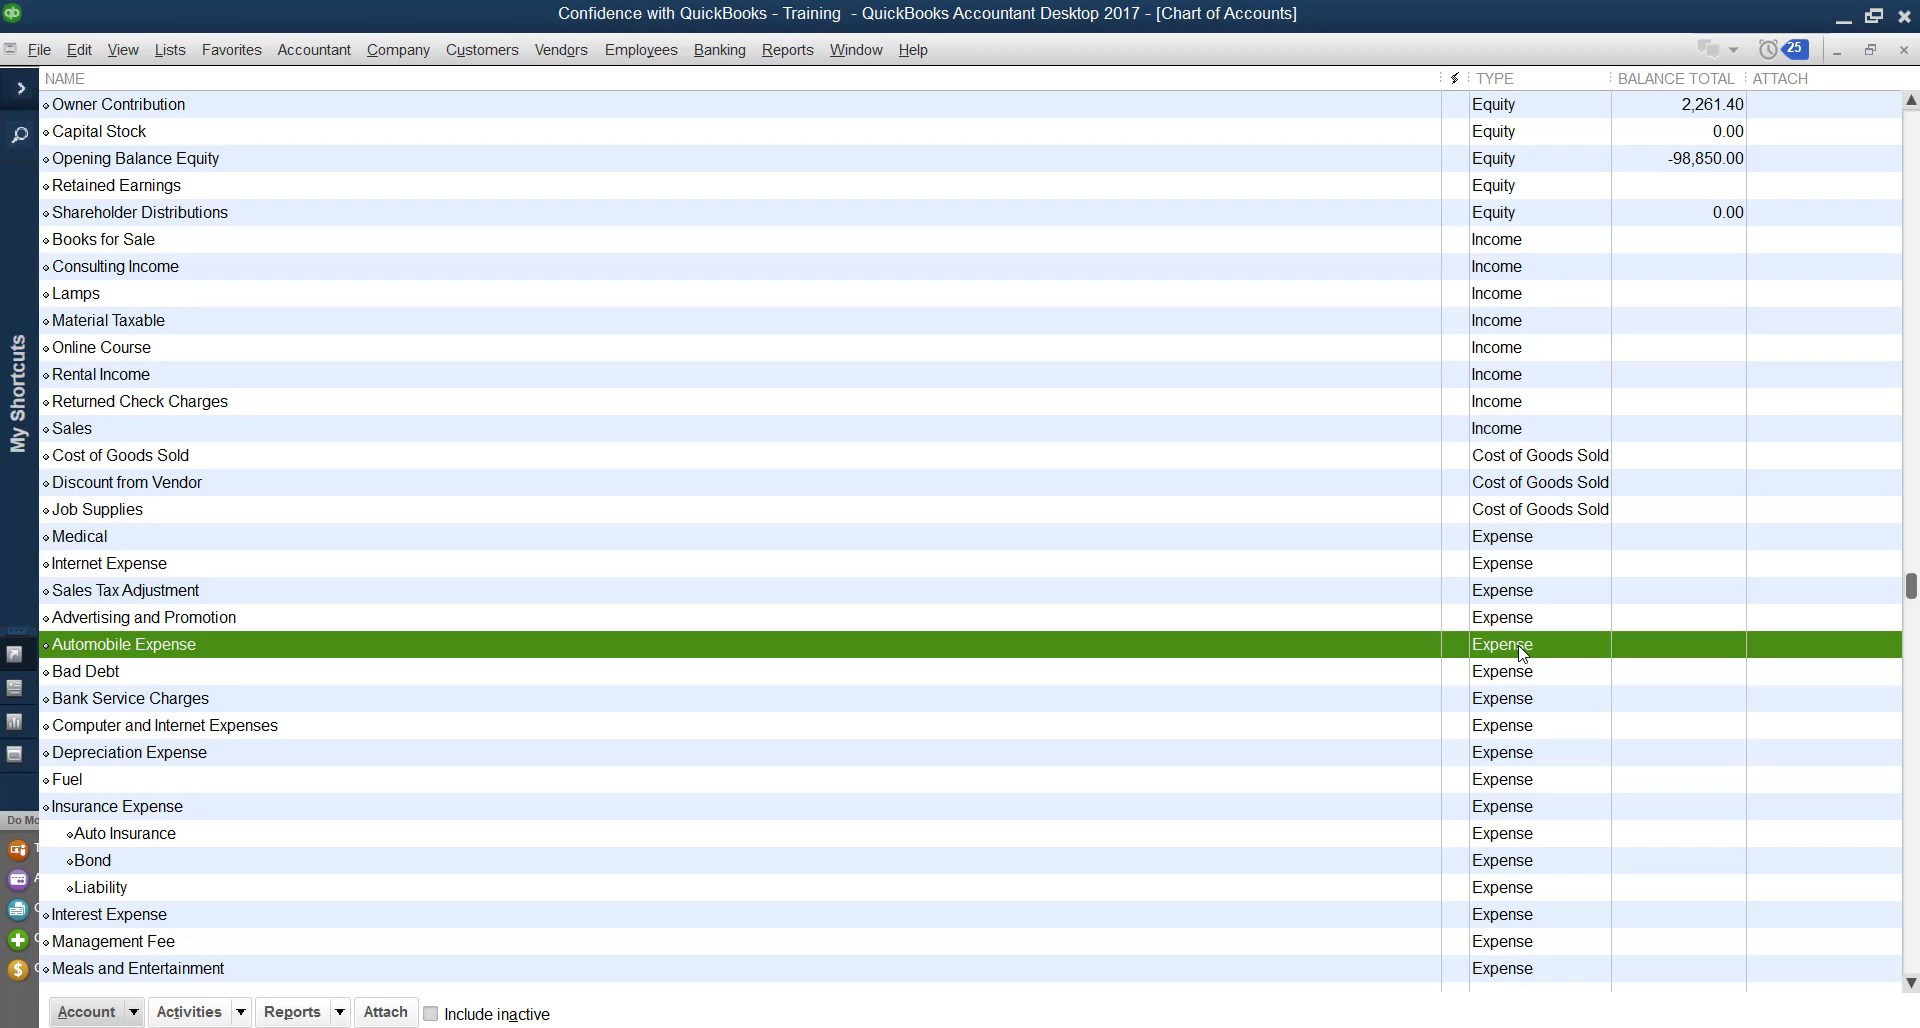 Confidence with QuickBooks - Training - QuickBooks Accountant Desktop 2017 - [Chart of Accounts]
File Edit View Lists Favorites Accountant Company Customers Vendors Employees Banking Reports Window Help 25
NAME TYPE BALANCE TOTAL ATTACH
Owner Contribution Equity 2,261.40
Capital Stock Equity 0.00
Opening Balance Equity Equity -98,850.00
Retained Earnings Equity
Shareholder Distributions Equity 0.00
Books for Sale Income
Consulting Income Income
Lamps Income
Material Taxable Income
Online Course Income
Rental Income Income
Returned Check Charges Income
Sales Income
Cost of Goods Sold Cost of Goods Sold
Discount from Vendor Cost of Goods Sold
Job Supplies Cost of Goods Sold
Medical Expense
Internet Expense Expense
Sales Tax Adjustment Expense
Advertising and Promotion Expense
Automobile Expense Expense
Bad Debt Expense
Bank Service Charges Expense
Computer and Internet Expenses Expense
Depreciation Expense Expense
Fuel Expense
Insurance Expense Expense
Auto Insurance Expense
Bond Expense
Liability Expense
Interest Expense Expense
Management Fee Expense
Meals and Entertainment Expense
My Shortcuts
Do Mo
Account Activities Reports Attach Include inactive